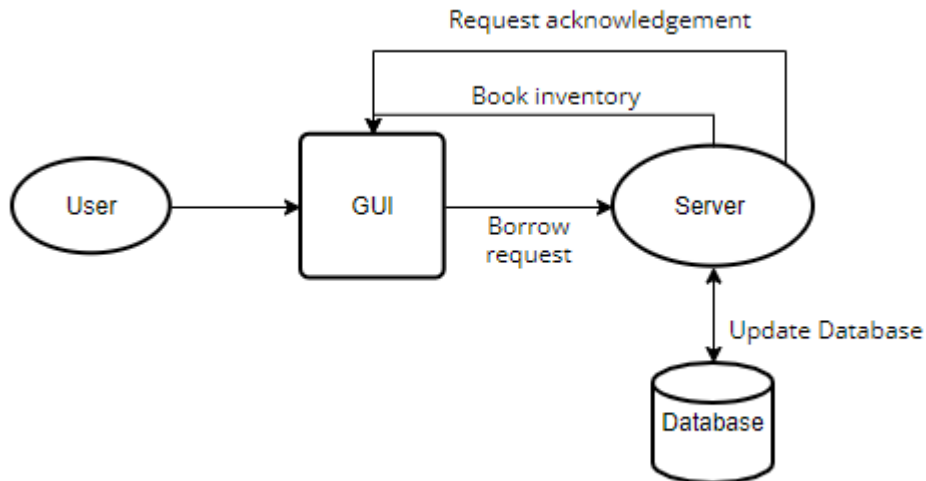 Request acknowledgement
Book inventory
User
GUI
Server
Borrow
request
Update Database
Database